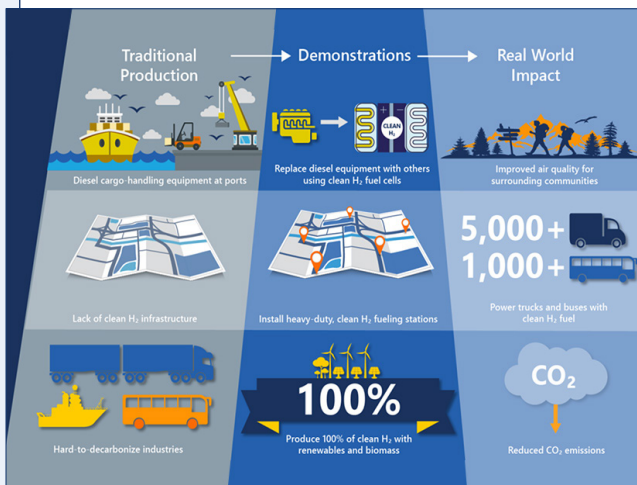 Traditional
Production
Demonstrations
Real World
Impact
CLEAN
H₂
Diesel cargo-handling equipment at ports
Replace diesel equipment with others
using clean H₂ fuel cells
Improved air quality for
surrounding communities
5,000+
1,000+
Lack of clean H₂ infrastructure
Install heavy-duty, clean H₂ fueling stations
Power trucks and buses with
clean H₂ fuel
100%
CO₂
Hard-to-decarbonize industries
Produce 100% of clean H₂ with
renewables and biomass
Reduced CO₂ emissions